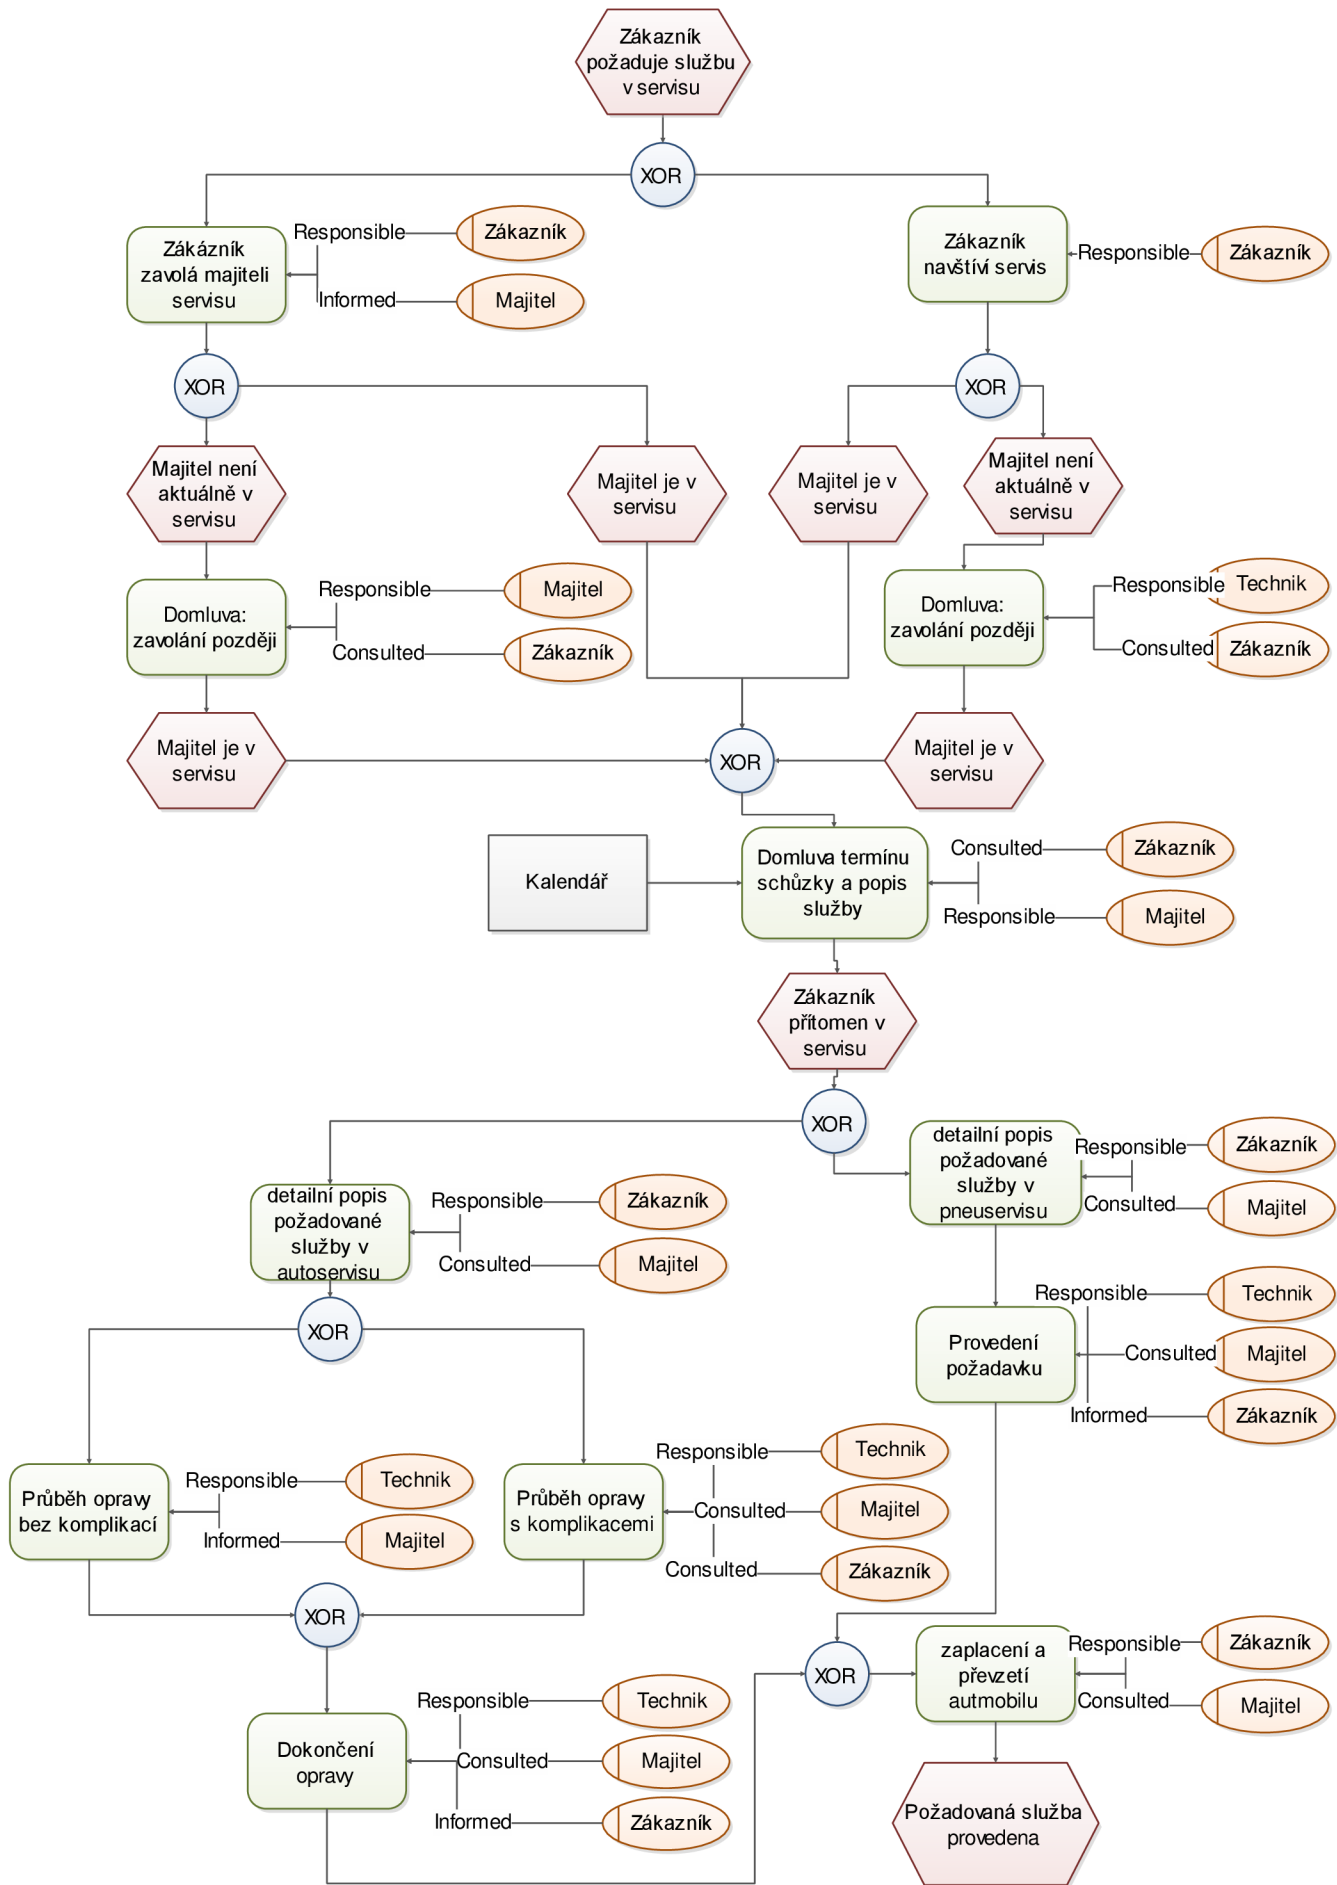 Zákazník
požaduje službu
v servisu
XOR
Zákázník
zavolá majiteli
servisu
Responsible
Zákazník
Informed
Majitel
Zákazník
navštíví servis
Responsible
Zákazník
XOR
XOR
Majitel není
aktuálně v
servisu
Majitel je v
servisu
Majitel je v
servisu
Majitel není
aktuálně v
servisu
Domluva:
zavolání později
Responsible
Majitel
Consulted
Zákazník
Domluva:
zavolání později
Responsible
Technik
Consulted
Zákazník
Majitel je v
servisu
XOR
Majitel je v
servisu
Kalendář
Domluva termínu
schůzky a popis
služby
Consulted
Zákazník
Responsible
Majitel
Zákazník
přítomen v
servisu
XOR
detailní popis
požadované
služby v
pneuservisu
Responsible
Zákazník
Consulted
Majitel
detailní popis
požadované
služby v
autoservisu
Responsible
Zákazník
Consulted
Majitel
XOR
Provedení
požadavku
Responsible
Technik
Consulted
Majitel
Informed
Zákazník
Průběh opravy
bez komplikací
Responsible
Technik
Informed
Majitel
Průběh opravy
s komplikacemi
Responsible
Technik
Consulted
Majitel
Consulted
Zákazník
XOR
XOR
zaplacení a
převzetí
autmobilu
Responsible
Zákazník
Consulted
Majitel
Dokončení
opravy
Responsible
Technik
Consulted
Majitel
Informed
Zákazník
Požadovaná služba
provedena